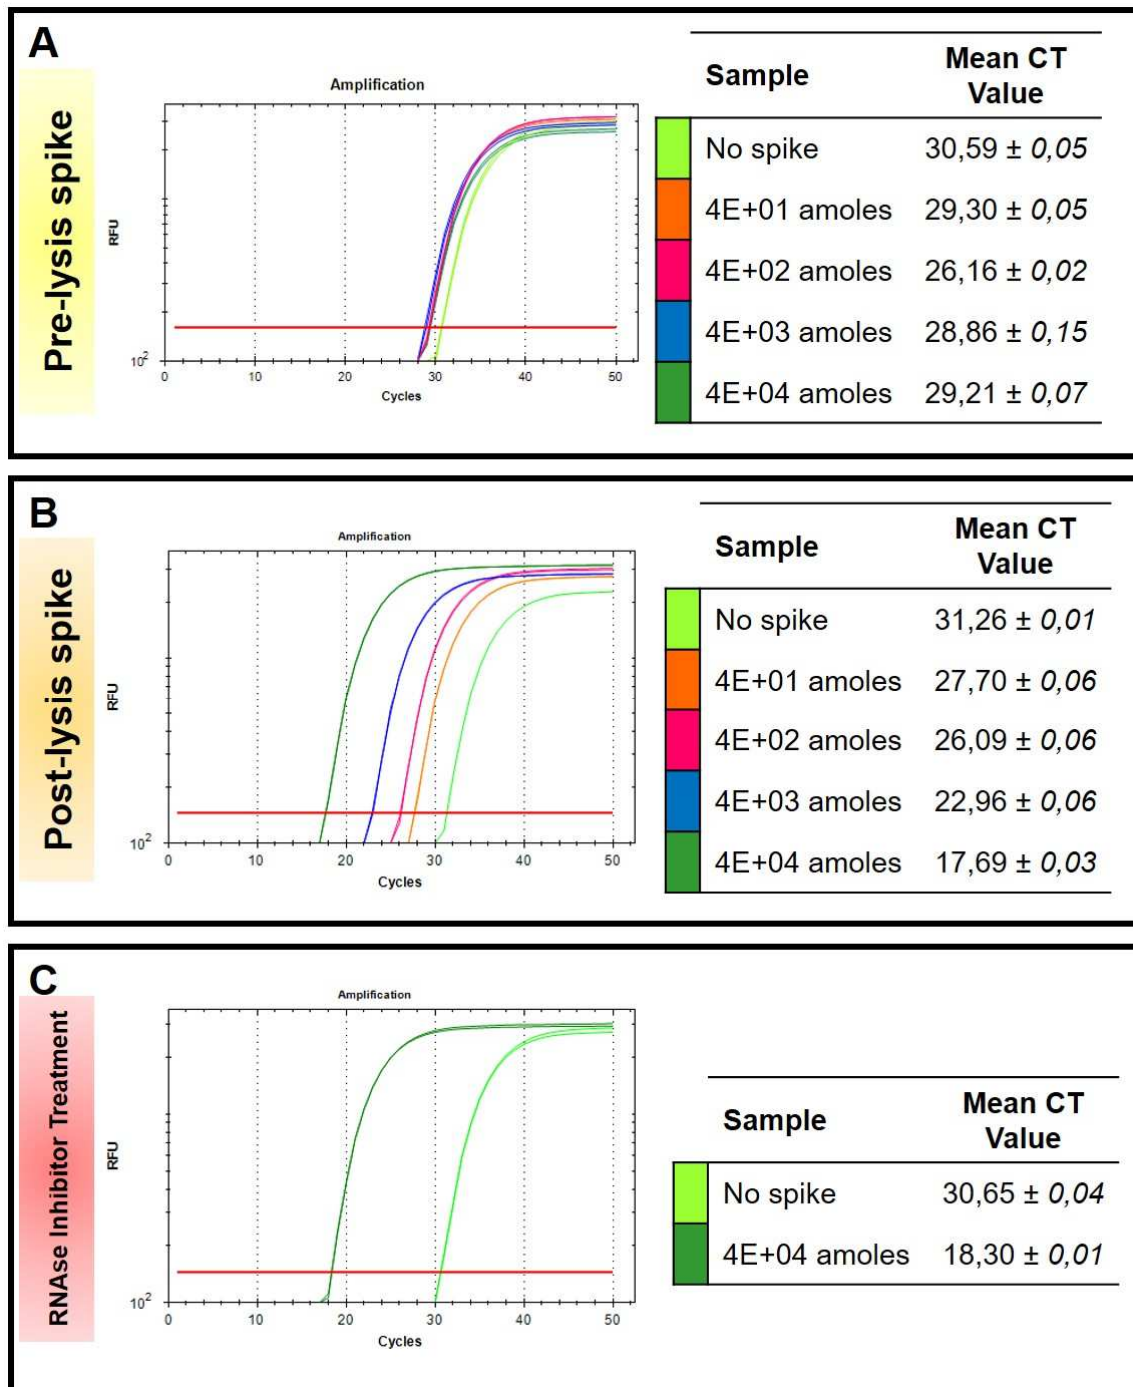 A
Pre-lysis spike
Amplification
RFU
10²
0 10 20 30 40 50
Cycles
Sample Mean CT
Value
No spike 30,59 ± 0,05
4E+01 amoles 29,30 ± 0,05
4E+02 amoles 26,16 ± 0,02
4E+03 amoles 28,86 ± 0,15
4E+04 amoles 29,21 ± 0,07
B
Post-lysis spike
Amplification
RFU
10²
0 10 20 30 40 50
Cycles
Sample Mean CT
Value
No spike 31,26 ± 0,01
4E+01 amoles 27,70 ± 0,06
4E+02 amoles 26,09 ± 0,06
4E+03 amoles 22,96 ± 0,06
4E+04 amoles 17,69 ± 0,03
C
RNAse Inhibitor Treatment
Amplification
RFU
10²
0 10 20 30 40 50
Cycles
Sample Mean CT
Value
No spike 30,65 ± 0,04
4E+04 amoles 18,30 ± 0,01